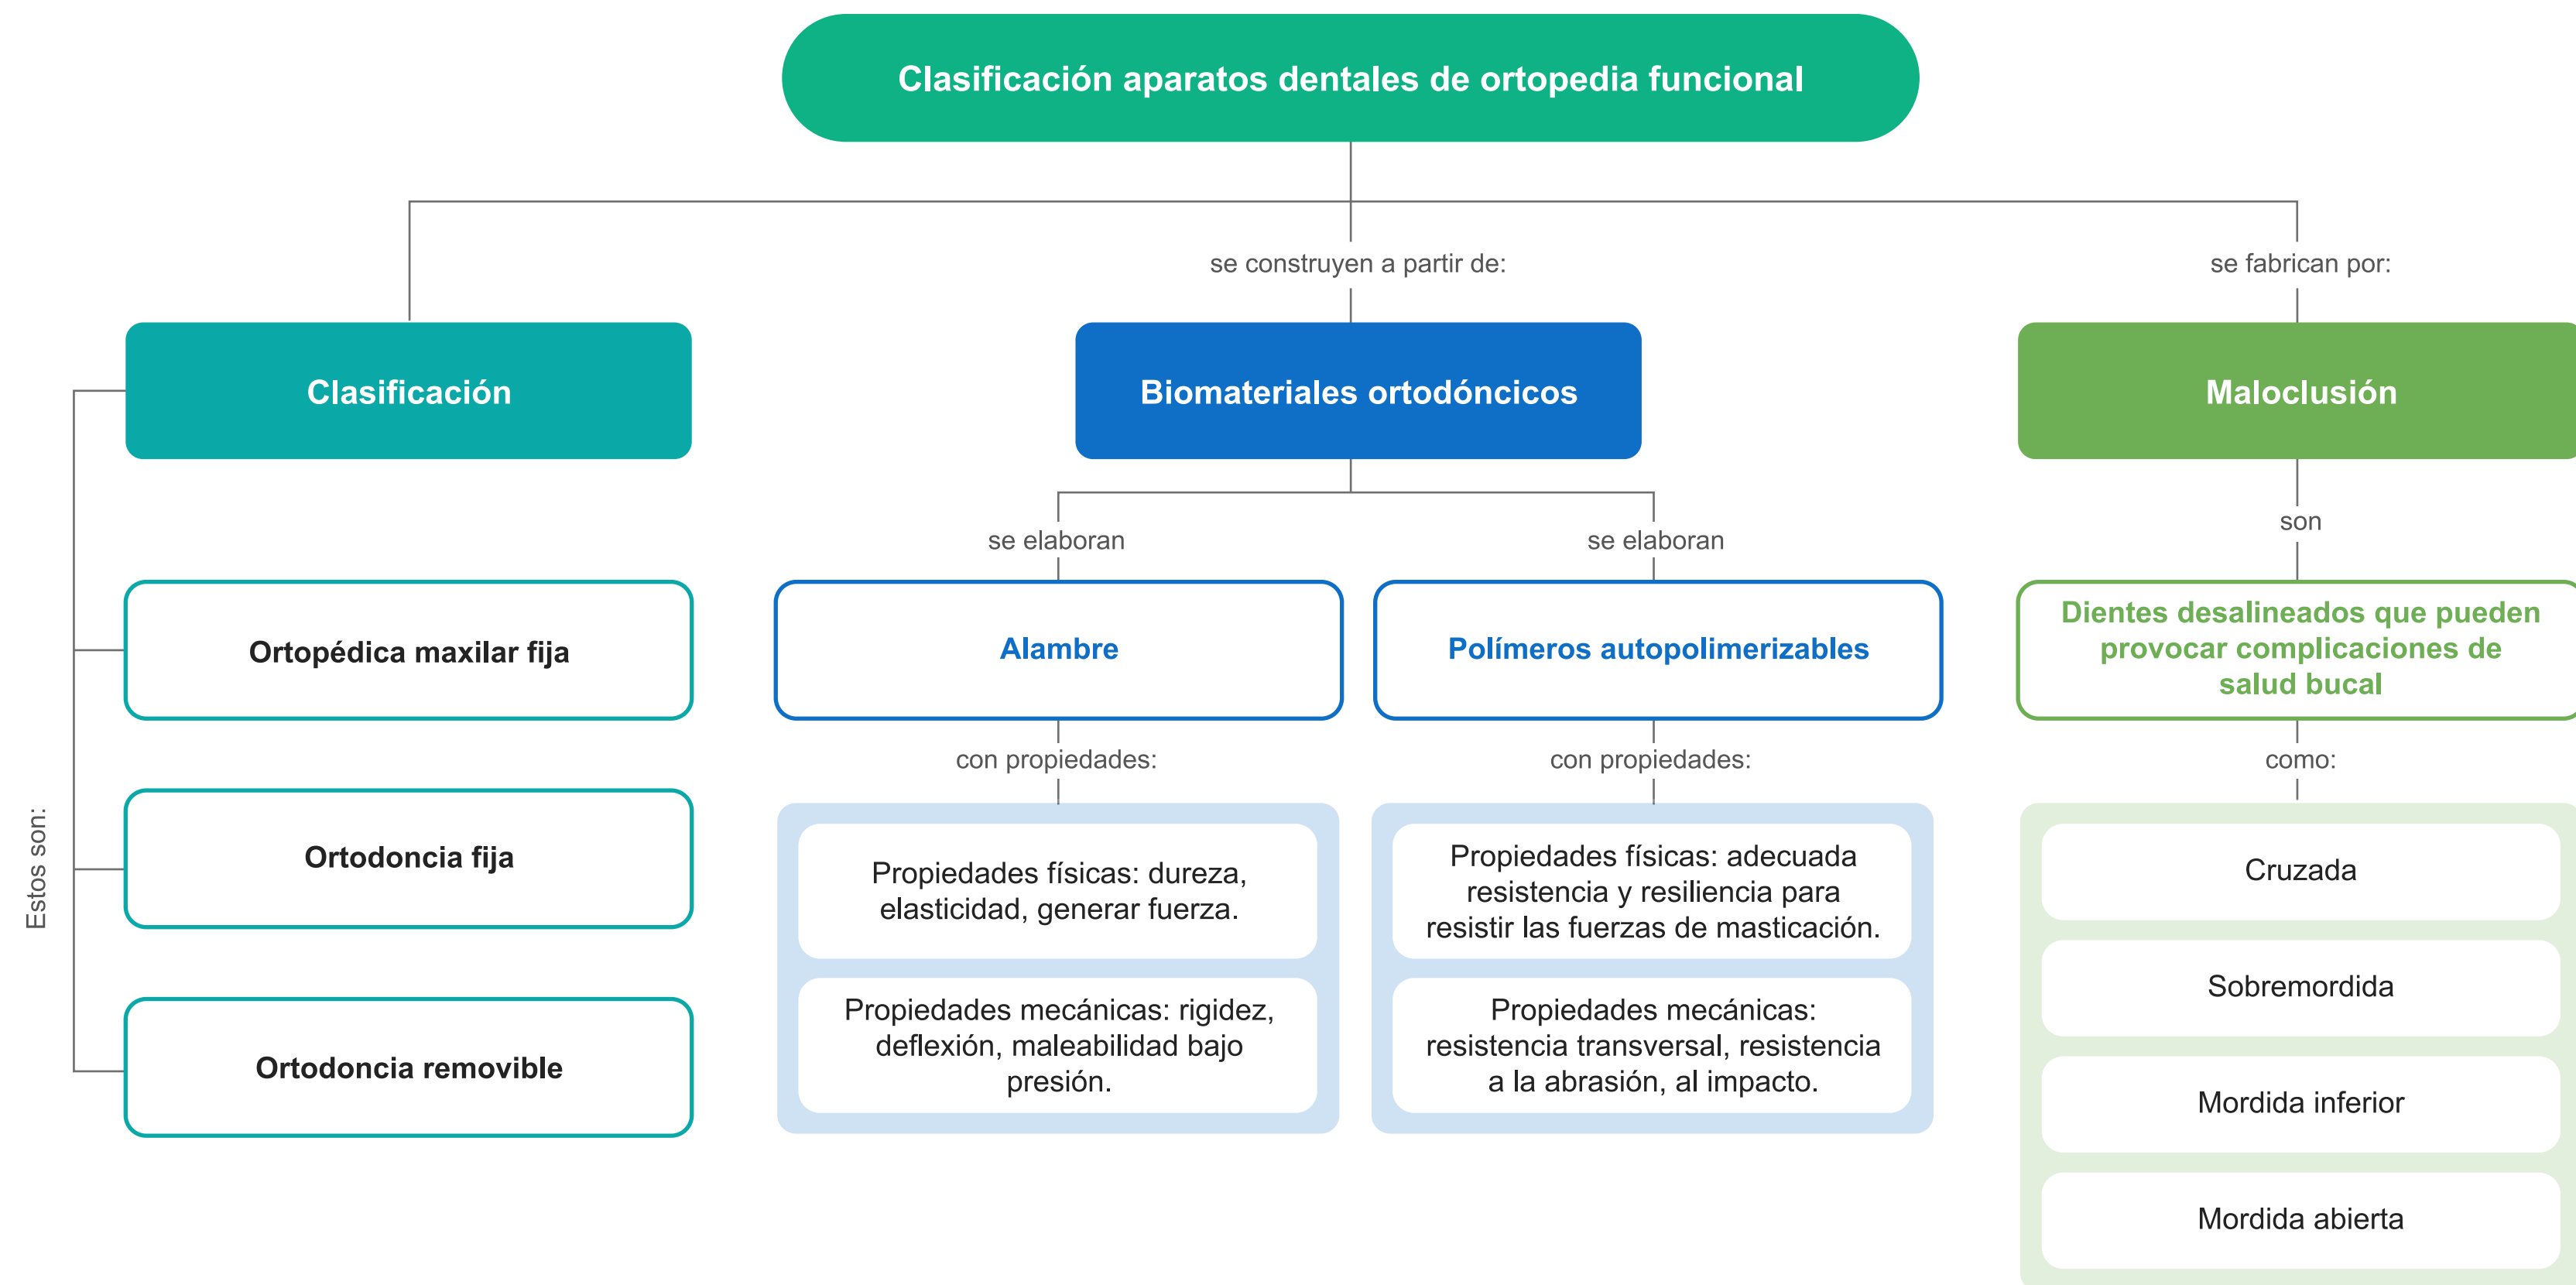 Clasificación aparatos dentales de ortopedia funcional
se construyen a partir de:
se fabrican por:
Clasificación
Biomateriales ortodóncicos
Maloclusión
Estos son:
Ortopédica maxilar fija
Ortodoncia fija
Ortodoncia removible
se elaboran
Alambre
con propiedades:
Propiedades físicas: dureza,
elasticidad, generar fuerza.
Propiedades mecánicas: rigidez,
deflexión, maleabilidad bajo
presión.
se elaboran
Polímeros autopolimerizables
con propiedades:
Propiedades físicas: adecuada
resistencia y resiliencia para
resistir las fuerzas de masticación.
Propiedades mecánicas:
resistencia transversal, resistencia
a la abrasión, al impacto.
son
Dientes desalineados que pueden
provocar complicaciones de
salud bucal
como:
Cruzada
Sobremordida
Mordida inferior
Mordida abierta